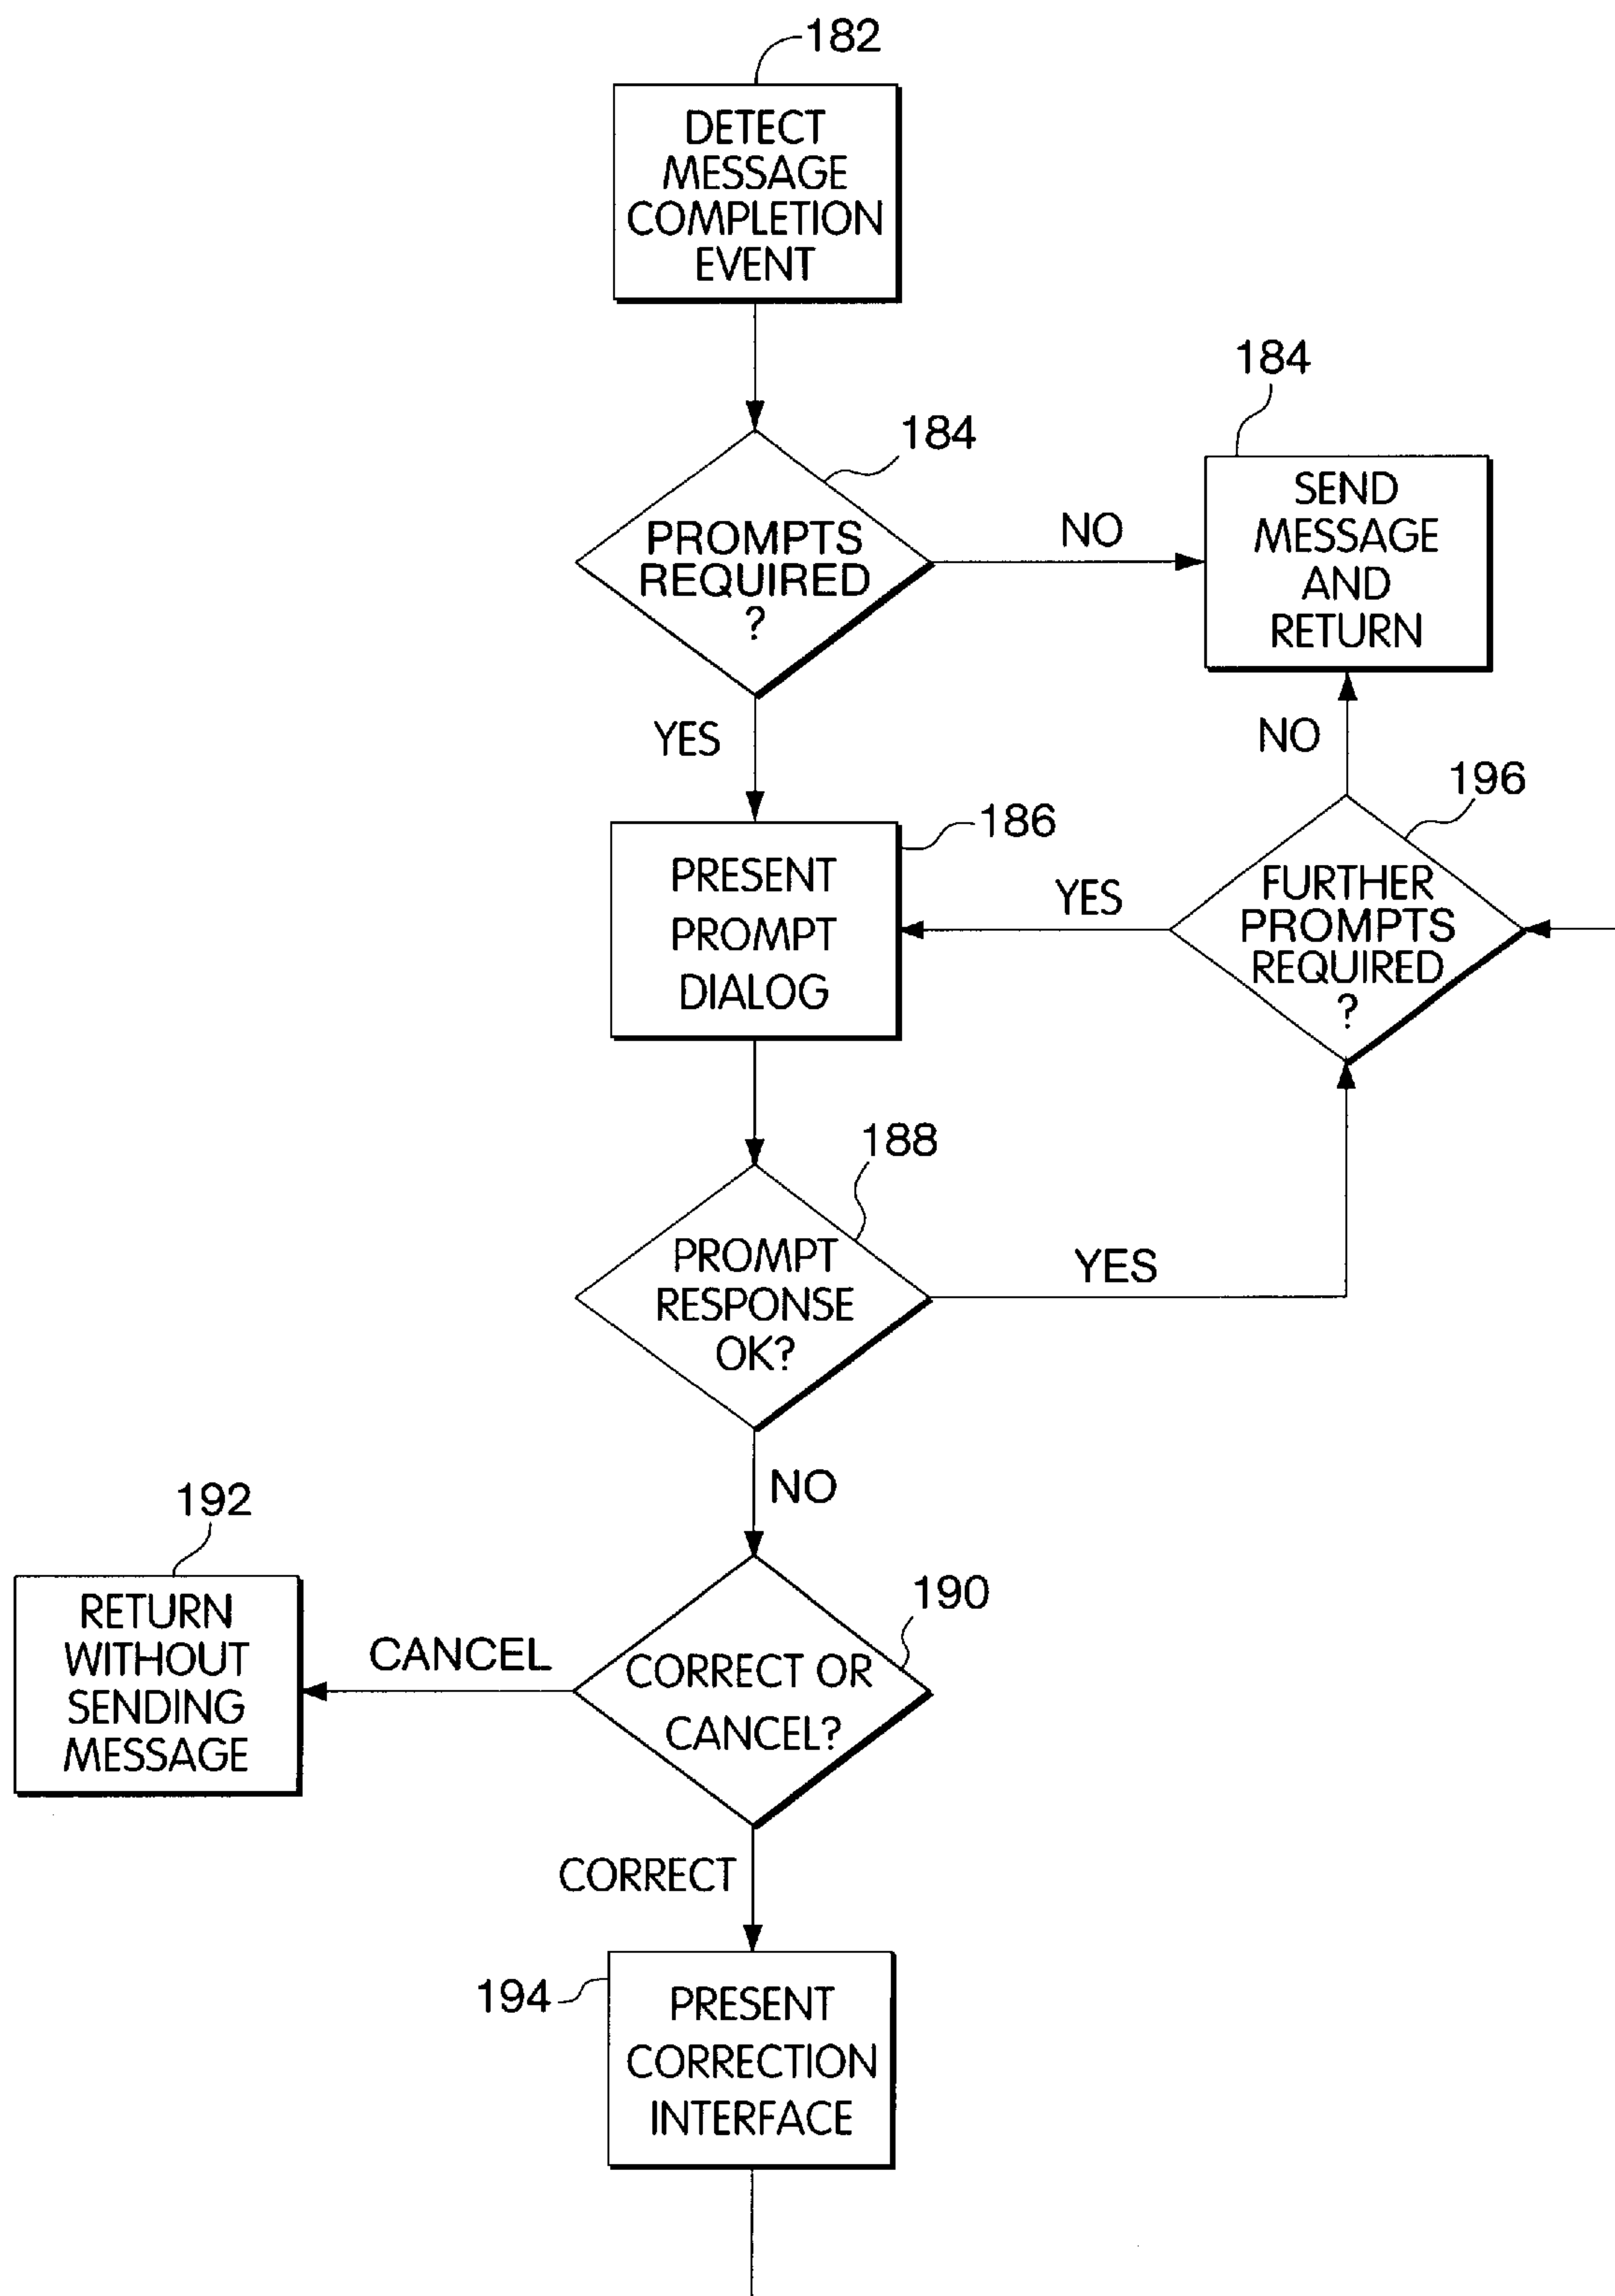 182
DETECT
MESSAGE
COMPLETION
EVENT
184
PROMPTS
REQUIRED
?
NO
184
SEND
MESSAGE
AND
RETURN
YES
NO
186
PRESENT
PROMPT
DIALOG
YES
196
FURTHER
PROMPTS
REQUIRED
?
188
PROMPT
RESPONSE
OK?
YES
NO
190
CORRECT OR
CANCEL?
CANCEL
192
RETURN
WITHOUT
SENDING
MESSAGE
CORRECT
194
PRESENT
CORRECTION
INTERFACE